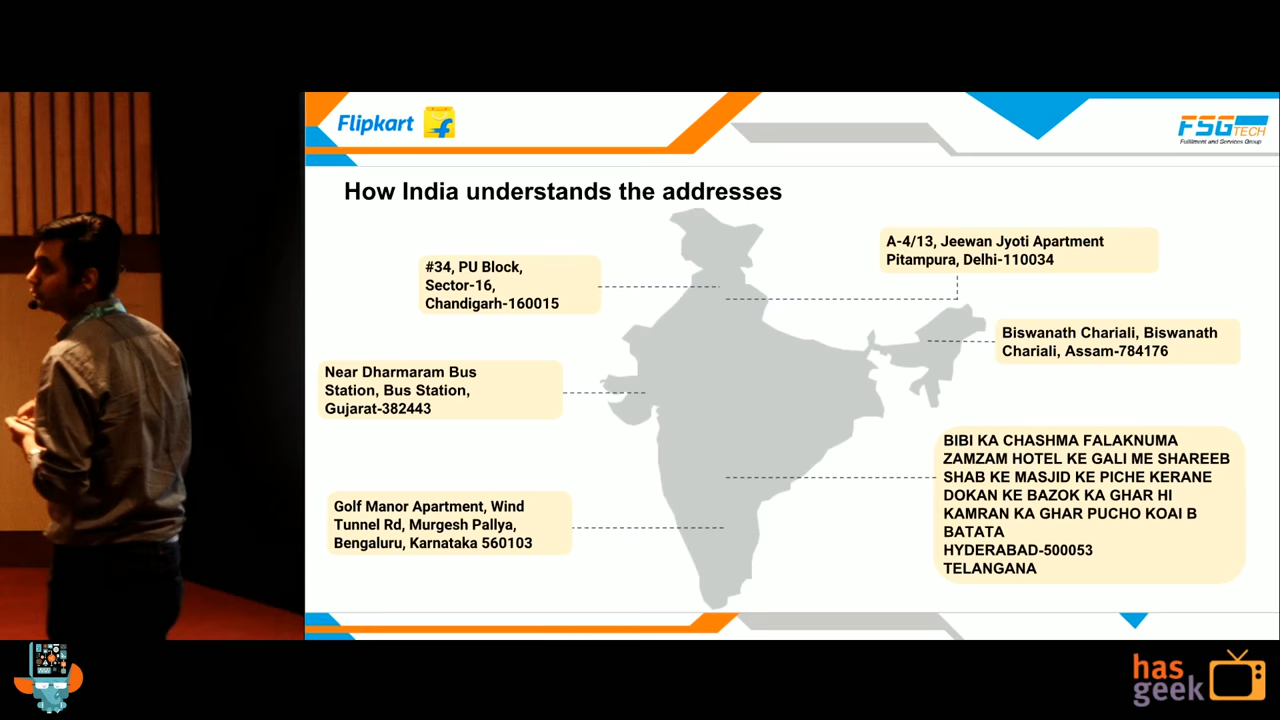 Flipkart
FSG
TECH
Fulfilment and Services Group
How India understands the addresses
#34, PU Block,
Sector-16,
Chandigarh-160015
A-4/13, Jeewan Jyoti Apartment
Pitampura, Delhi-110034
Biswanath Chariali, Biswanath
Chariali, Assam-784176
Near Dharmaram Bus
Station, Bus Station,
Gujarat-382443
BIBI KA CHASHMA FALAKNUMA
ZAMZAM HOTEL KE GALI ME SHAREEB
SHAB KE MASJID KE PICHE KERANE
DOKAN KE BAZOK KA GHAR HI
KAMRAN KA GHAR PUCHO KOAI B
BATATA
HYDERABAD-500053
TELANGANA
Golf Manor Apartment, Wind
Tunnel Rd, Murgesh Pallya,
Bengaluru, Karnataka 560103
has
geek